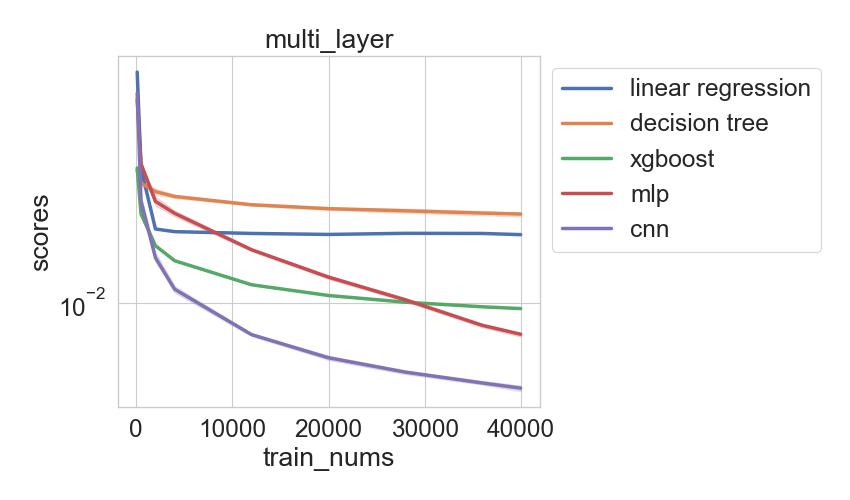 multi_layer
scores
10⁻²
0 10000 20000 30000 40000
train_nums
linear regression
decision tree
xgboost
mlp
cnn